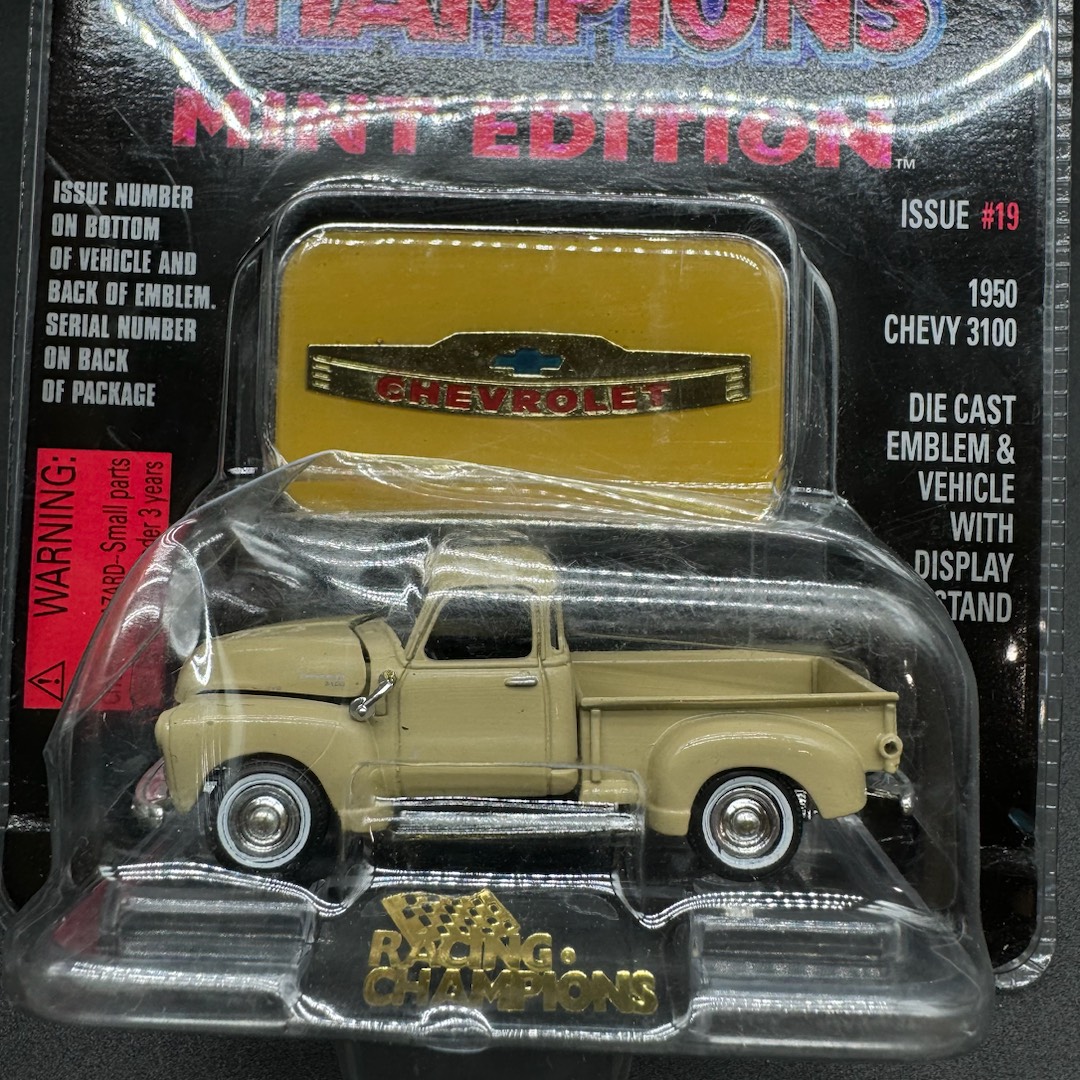 CHAMPIONS
MINT EDITION™
ISSUE NUMBER
ON BOTTOM
OF VEHICLE AND
BACK OF EMBLEM.
SERIAL NUMBER
ON BACK
OF PACKAGE
ISSUE #19
1950
CHEVY 3100
DIE CAST
EMBLEM &
VEHICLE
WITH
DISPLAY
STAND
CHEVROLET
WARNING:
Small parts
3 years
RACING
CHAMPIONS